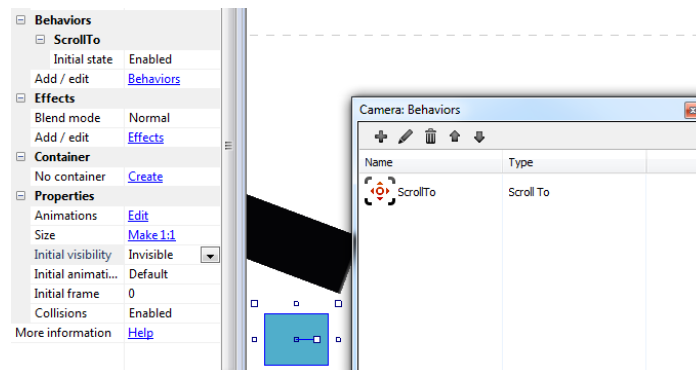 Behaviors
ScrollTo
Initial state Enabled
Add / edit Behaviors
Effects
Blend mode Normal
Add / edit Effects
Container
No container Create
Properties
Animations Edit
Size Make 1:1
Initial visibility Invisible
Initial animati... Default
Initial frame 0
Collisions Enabled
More information Help
Camera: Behaviors
Name Type
ScrollTo Scroll To